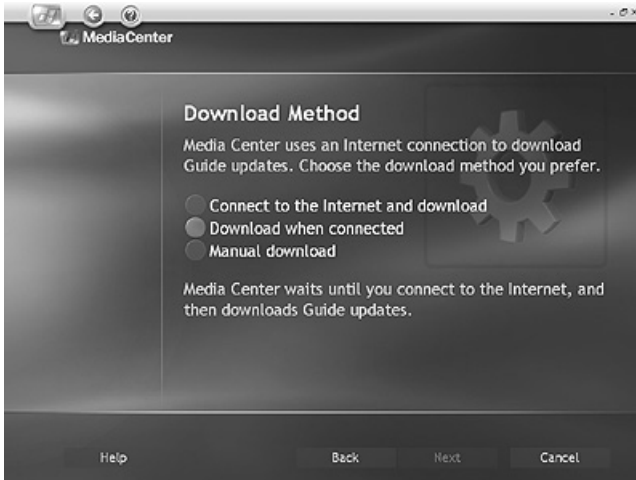 MediaCenter
Download Method
Media Center uses an Internet connection to download
Guide updates. Choose the download method you prefer.
Connect to the Internet and download
Download when connected
Manual download
Media Center waits until you connect to the Internet, and
then downloads Guide updates.
Help Back Next Cancel